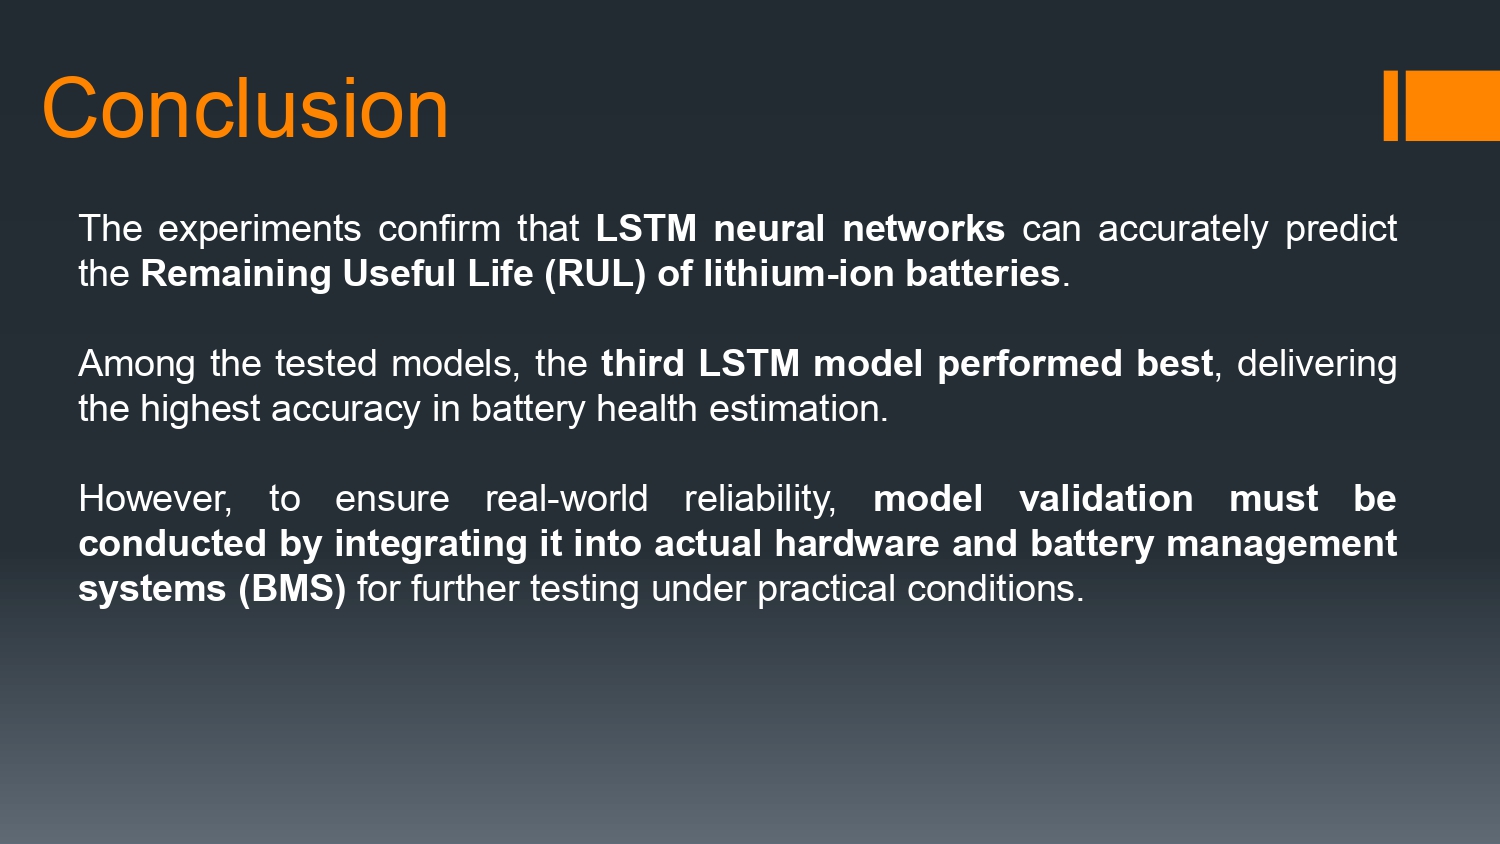 Conclusion
The experiments confirm that LSTM neural networks can accurately predict
the Remaining Useful Life (RUL) of lithium-ion batteries.
Among the tested models, the third LSTM model performed best, delivering
the highest accuracy in battery health estimation.
However, to ensure real-world reliability, model validation must be
conducted by integrating it into actual hardware and battery management
systems (BMS) for further testing under practical conditions.